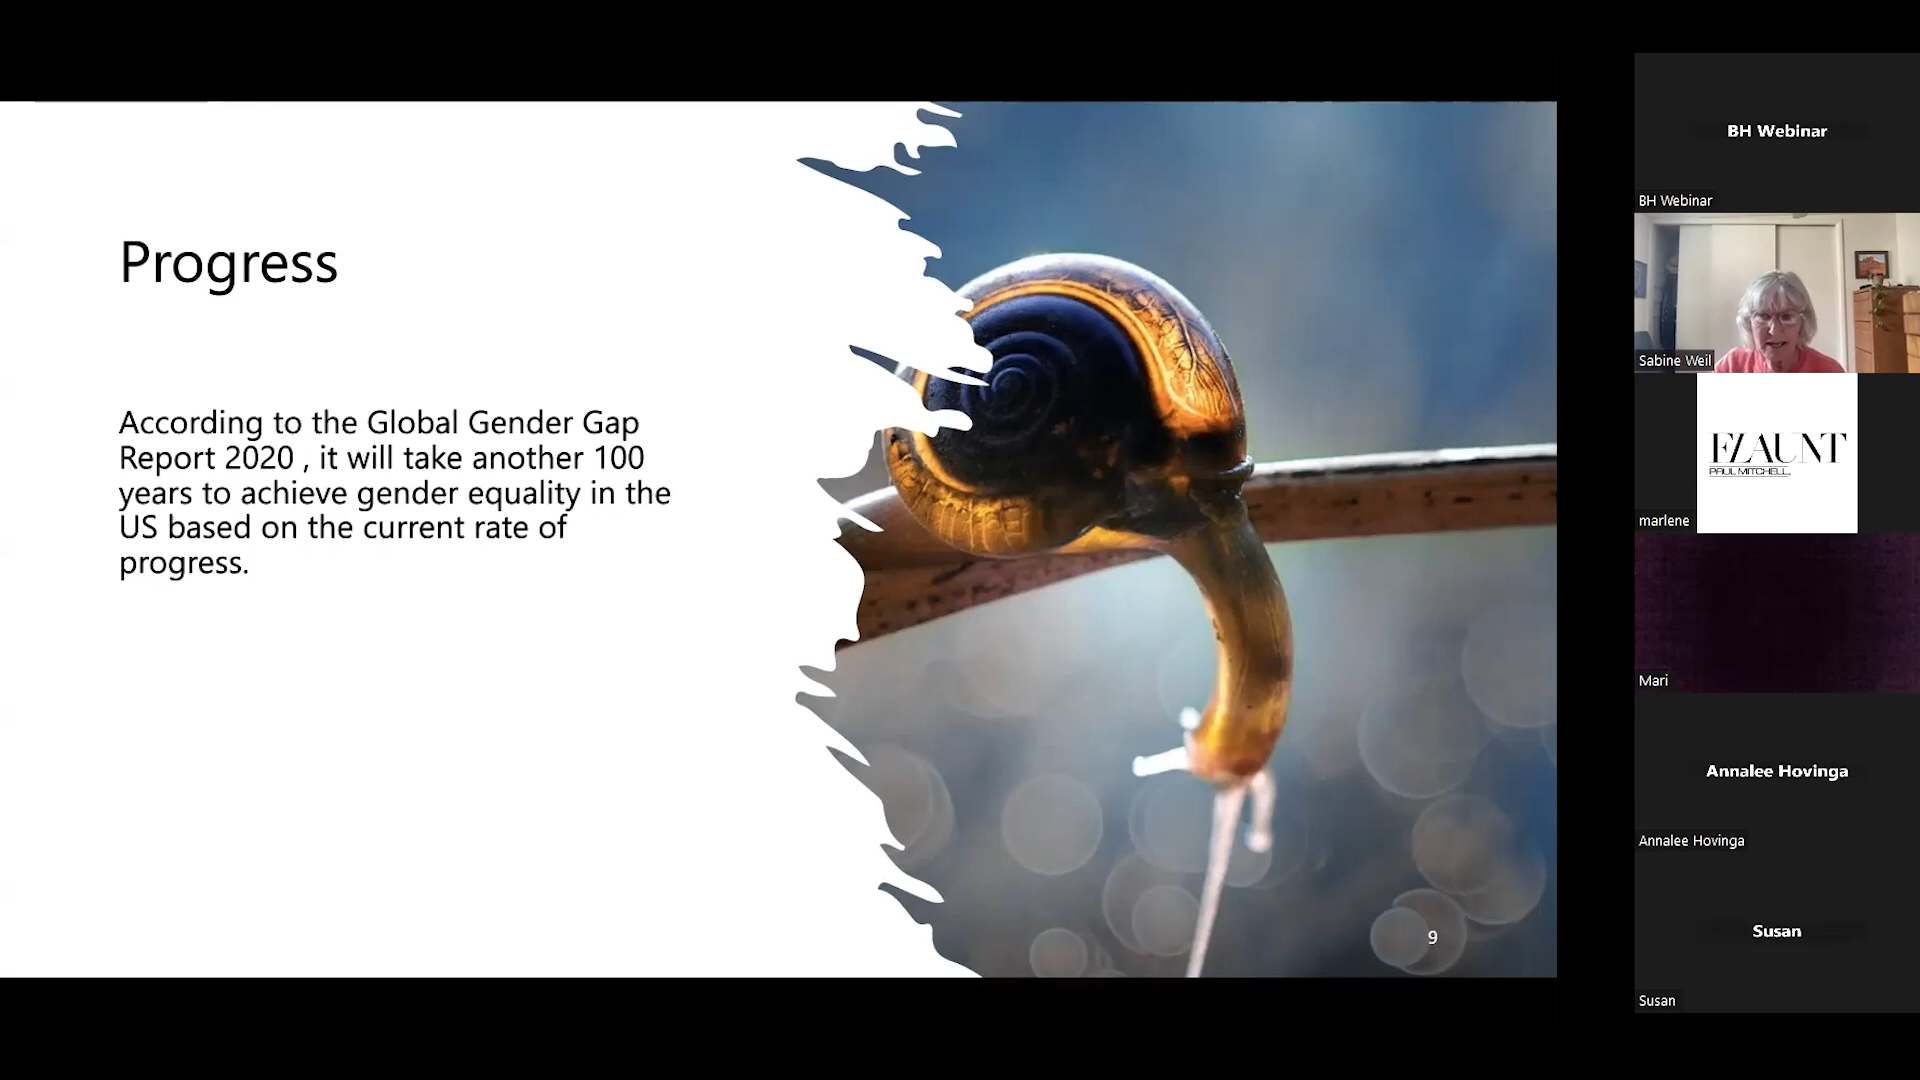 Progress
According to the Global Gender Gap
Report 2020 , it will take another 100
years to achieve gender equality in the
US based on the current rate of
progress.
9
BH Webinar
BH Webinar
Sabine Weil
FLAUNT
PAUL MITCHELL
marlene
Mari
Annalee Hovinga
Annalee Hovinga
Susan
Susan